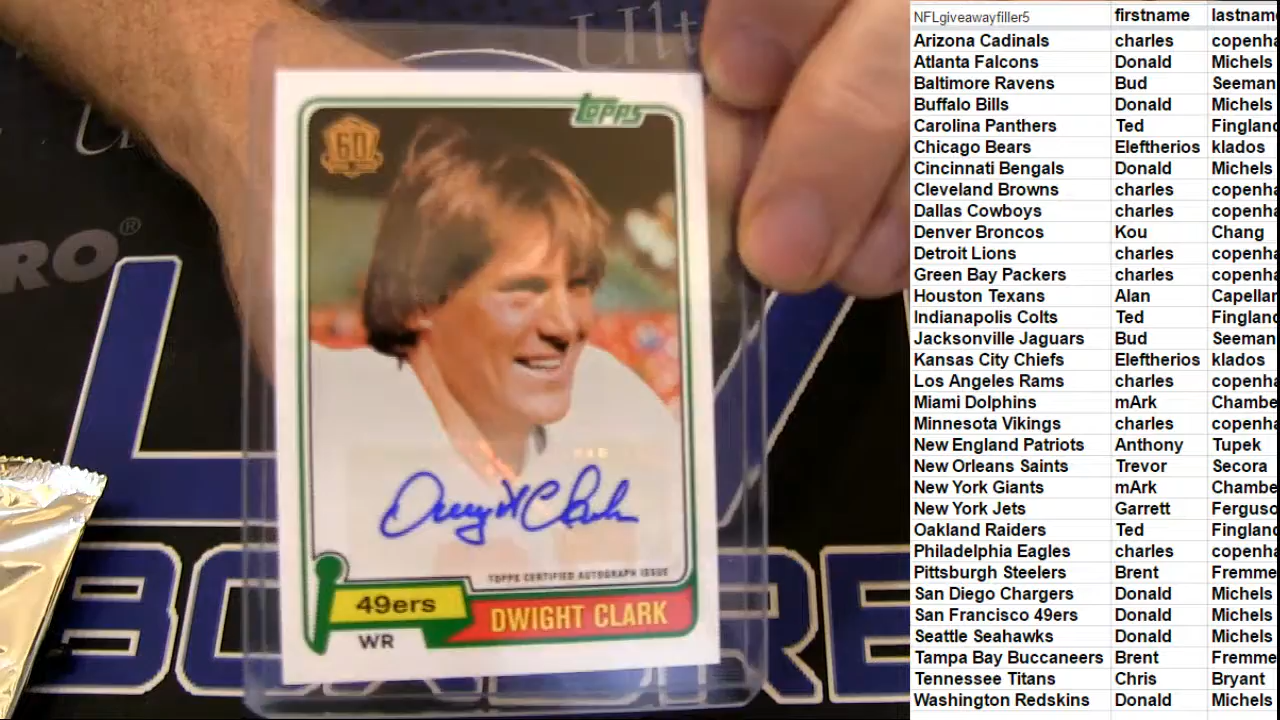 Topps
60
Dwight Clark
TOPPS CERTIFIED AUTOGRAPH ISSUE
49ers
DWIGHT CLARK
WR
RO®
NFLgiveawayfiller5 firstname lastnam
Arizona Cadinals charles copenha
Atlanta Falcons Donald Michels
Baltimore Ravens Bud Seeman
Buffalo Bills Donald Michels
Carolina Panthers Ted Fingland
Chicago Bears Eleftherios klados
Cincinnati Bengals Donald Michels
Cleveland Browns charles copenha
Dallas Cowboys charles copenha
Denver Broncos Kou Chang
Detroit Lions charles copenha
Green Bay Packers charles copenha
Houston Texans Alan Capellar
Indianapolis Colts Ted Fingland
Jacksonville Jaguars Bud Seeman
Kansas City Chiefs Eleftherios klados
Los Angeles Rams charles copenha
Miami Dolphins mArk Chambe
Minnesota Vikings charles copenha
New England Patriots Anthony Tupek
New Orleans Saints Trevor Secora
New York Giants mArk Chambe
New York Jets Garrett Ferguso
Oakland Raiders Ted Fingland
Philadelphia Eagles charles copenha
Pittsburgh Steelers Brent Fremme
San Diego Chargers Donald Michels
San Francisco 49ers Donald Michels
Seattle Seahawks Donald Michels
Tampa Bay Buccaneers Brent Fremme
Tennessee Titans Chris Bryant
Washington Redskins Donald Michels